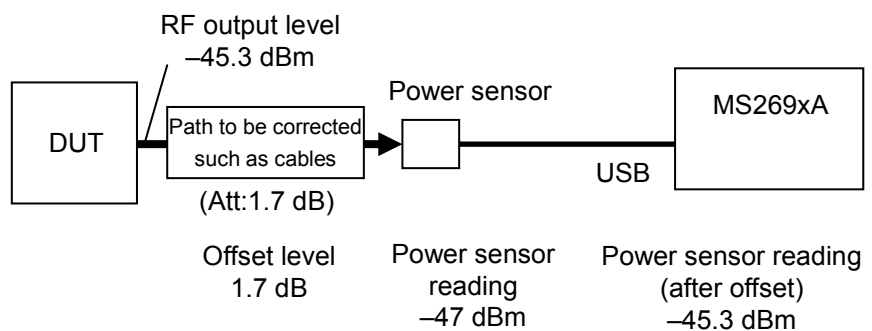 RF output level
–45.3 dBm
Power sensor
MS269xA
DUT
Path to be corrected
such as cables
USB
(Att:1.7 dB)
Offset level
1.7 dB
Power sensor
reading
–47 dBm
Power sensor reading
(after offset)
–45.3 dBm